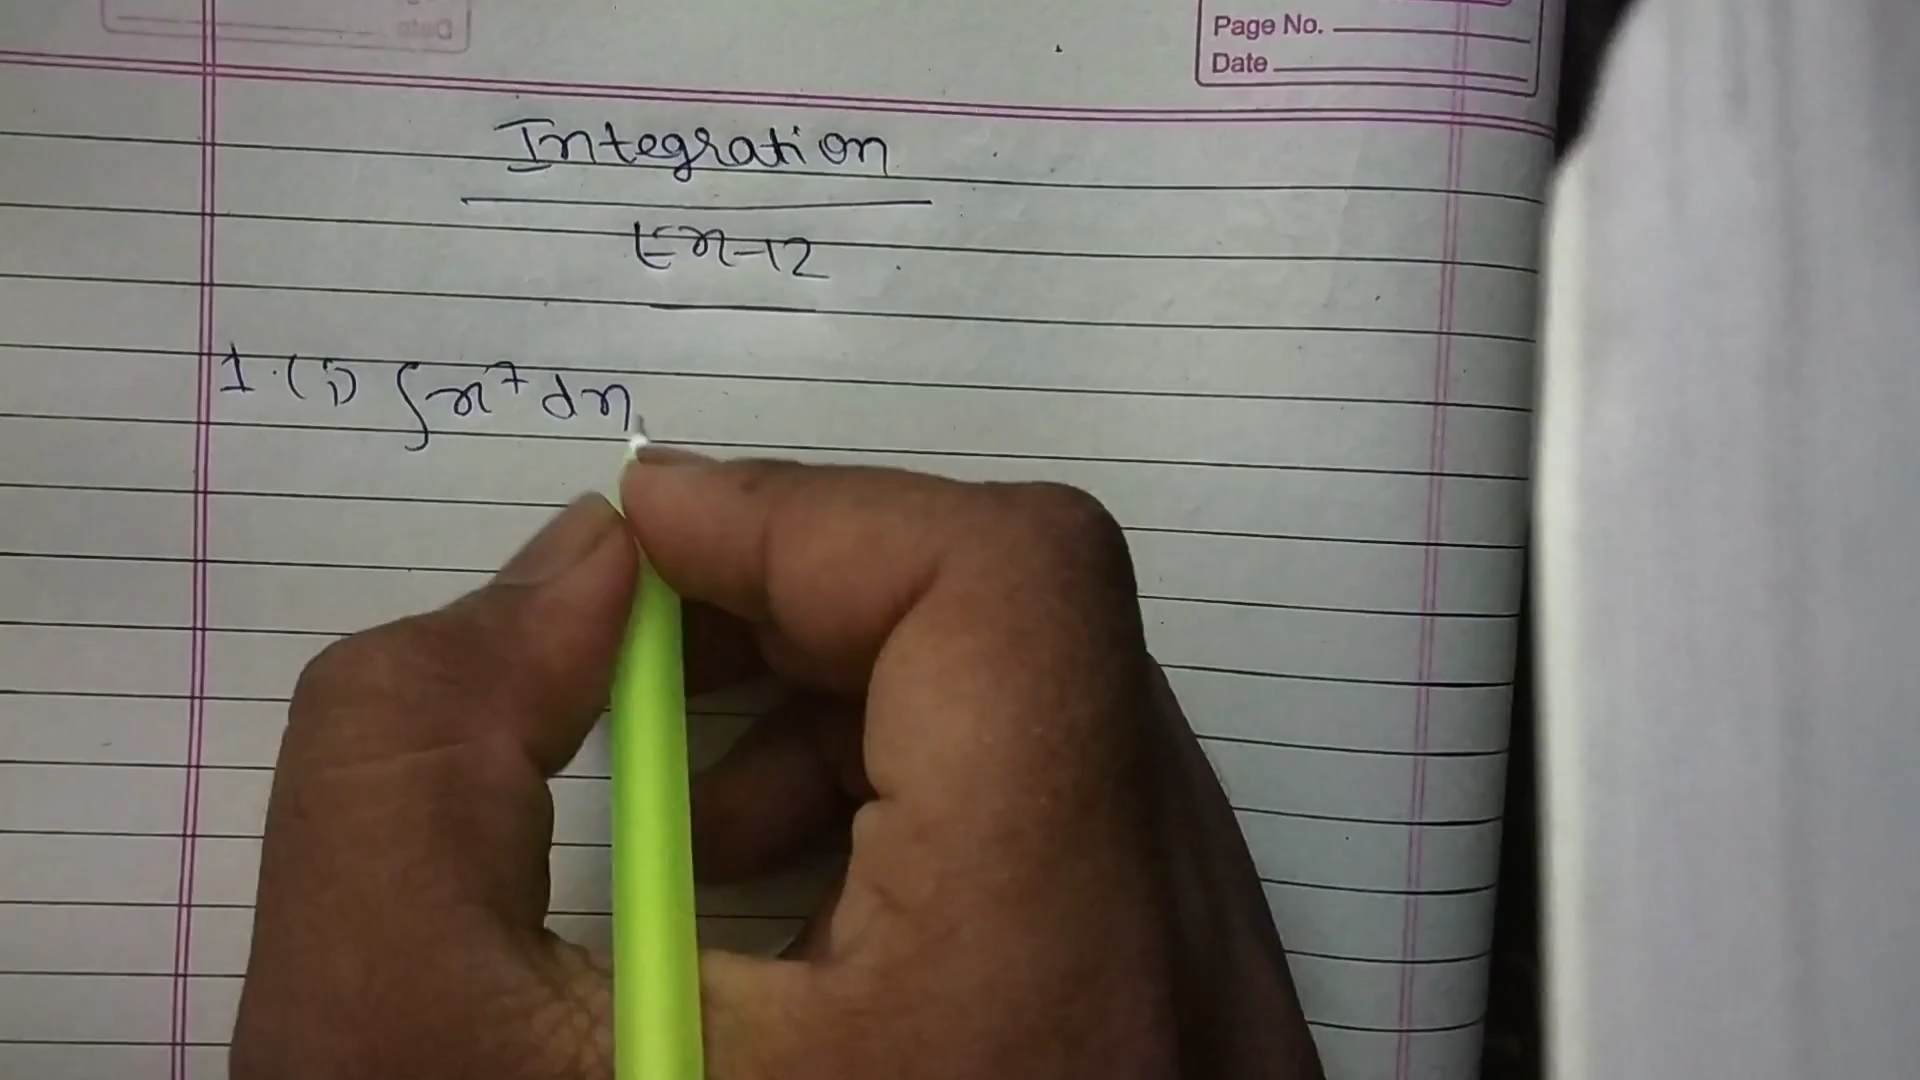 Page No.
Date
Integration
Ex-12
1. (i) ∫x⁷ dx